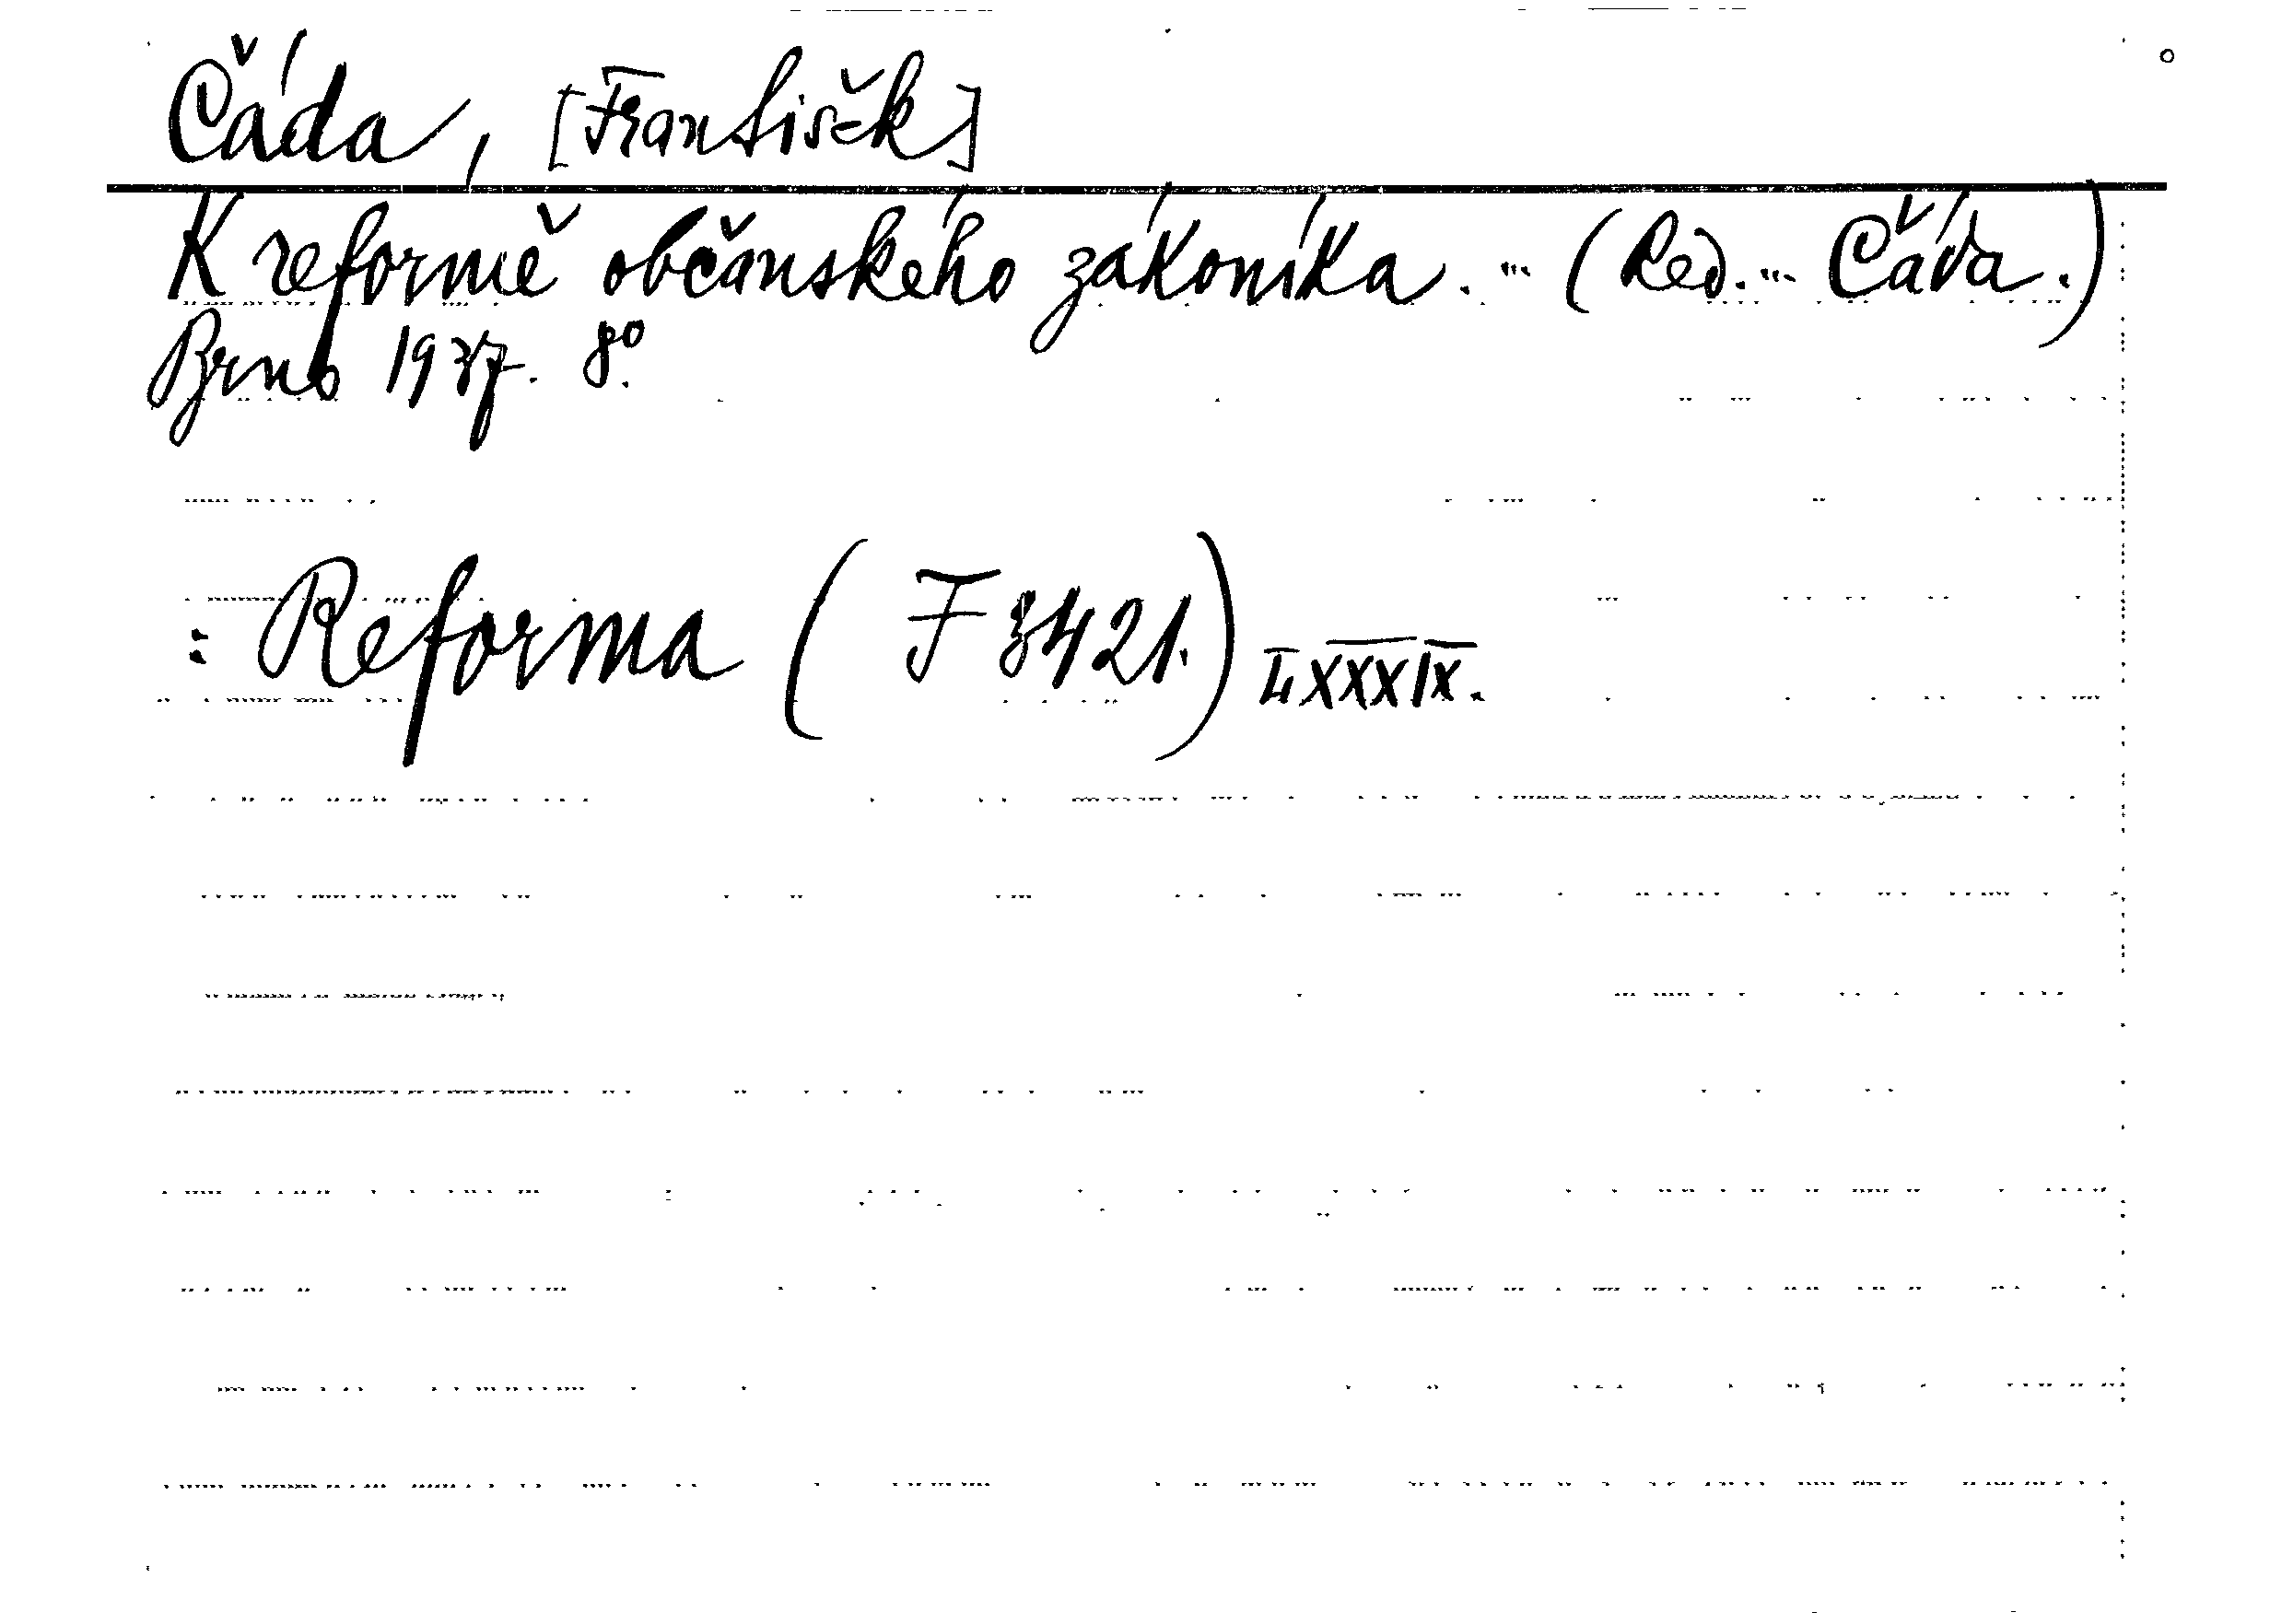 Čáda, [František]
K reformě občanského zákoníka. ... (Red. ... Čáda.)
Brno 1937. 8°.
: Reforma (F 3421.) LXXXIX.